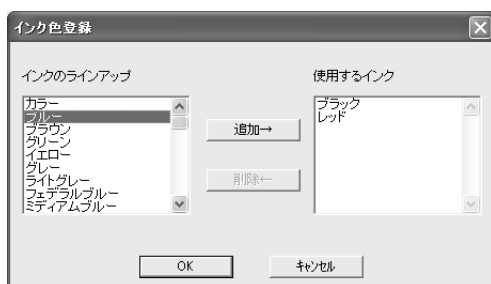 インク色登録
インクのラインアップ
使用するインク
カラー
ブルー
ブラウン
グリーン
イエロー
グレー
ライトグレー
フェデラルブルー
ミディアムブルー
追加→
削除←
ブラック
レッド
OK
キャンセル